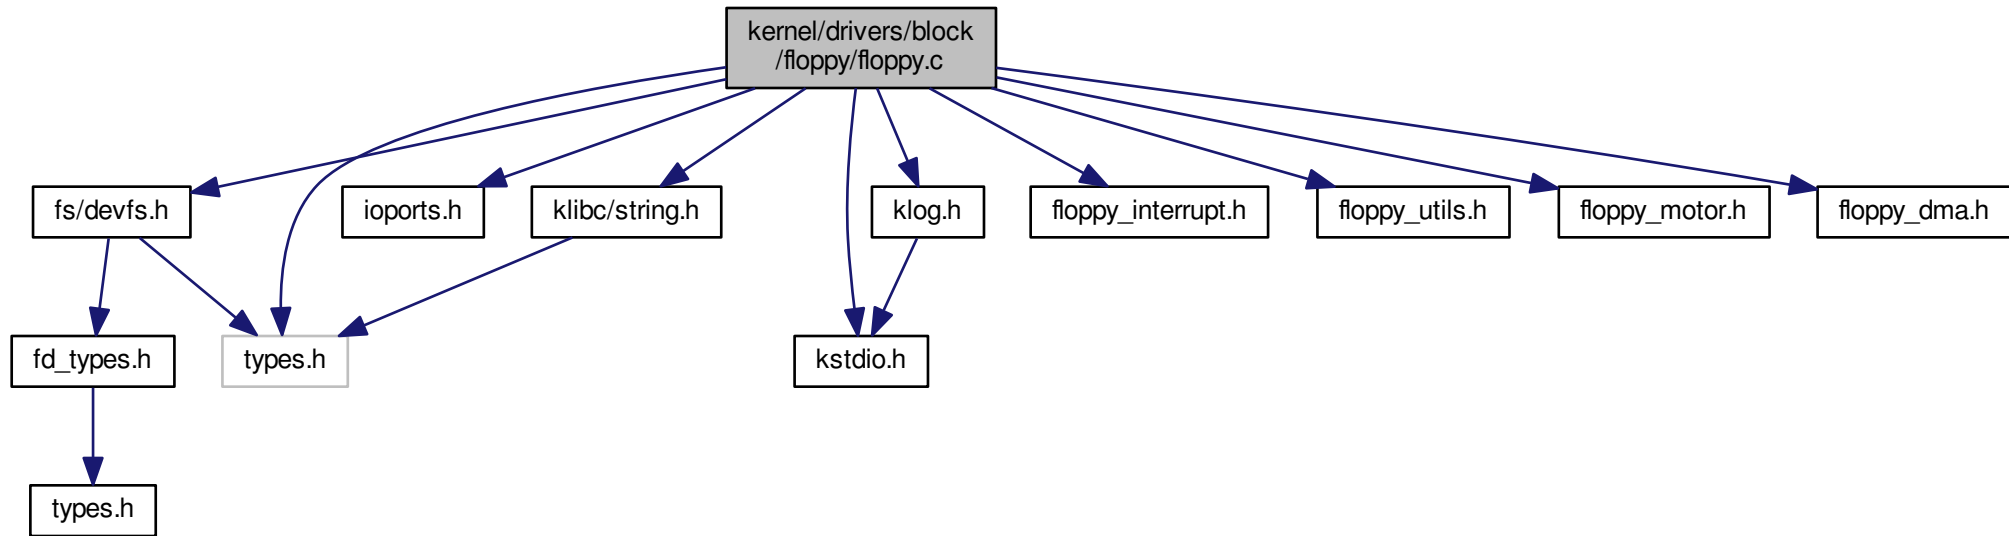 kernel/drivers/block
/floppy/floppy.c
fs/devfs.h
ioports.h
klibc/string.h
klog.h
floppy_interrupt.h
floppy_utils.h
floppy_motor.h
floppy_dma.h
fd_types.h
types.h
kstdio.h
types.h